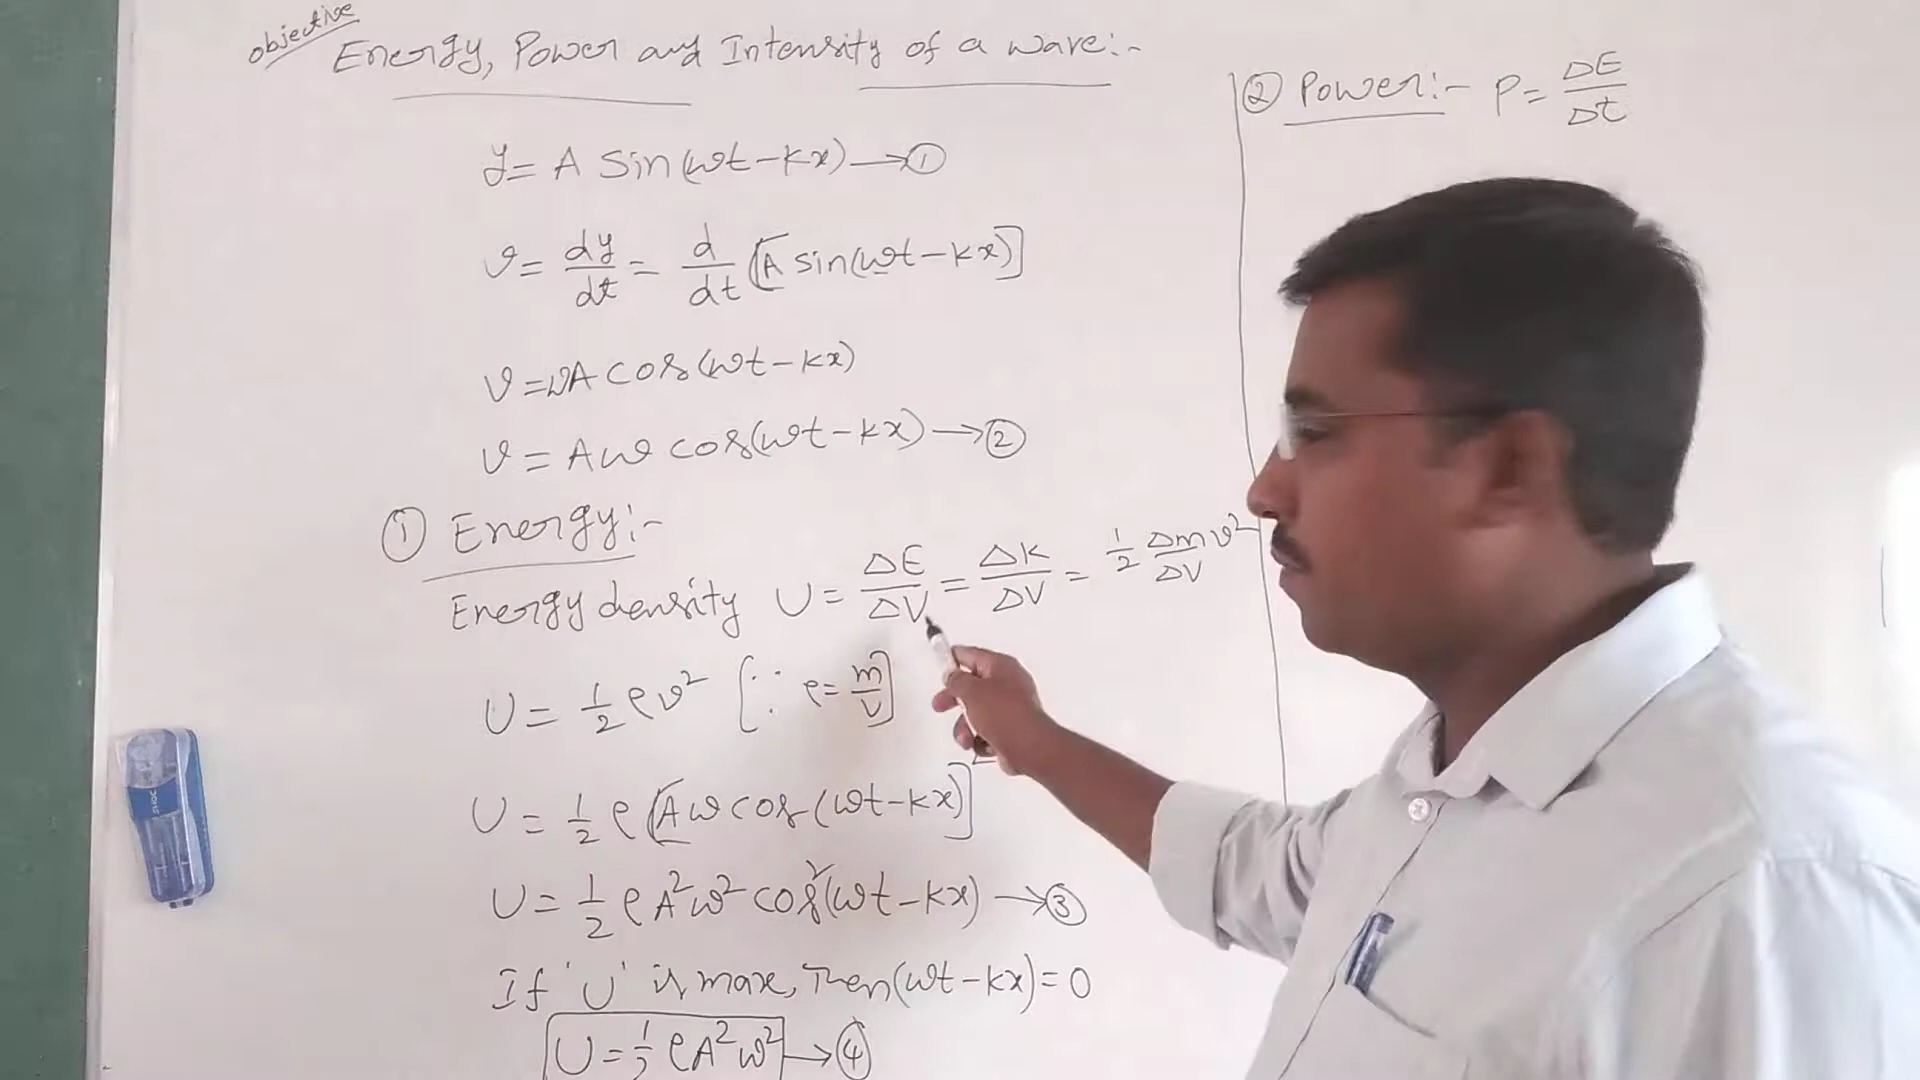 objective
Energy, Power and Intensity of a wave:-
y = A Sin(ωt-kx) → ①
v = dy/dt = d/dt [A sin(ωt-kx)]
v = ωA cos(ωt-kx)
v = Aω cos(ωt-kx) → ②
① Energy:-
Energy density U = ΔE/ΔV = ΔK/ΔV = 1/2 Δm/ΔV v²
U = 1/2 ρv² [∵ ρ = m/v]
U = 1/2 ρ [Aω cos(ωt-kx)]²
U = 1/2 ρA²ω² cos²(ωt-kx) → ③
If 'U' is max, Then (ωt-kx) = 0
U = 1/2 ρA²ω² → ④
② Power:- P = ΔE/Δt